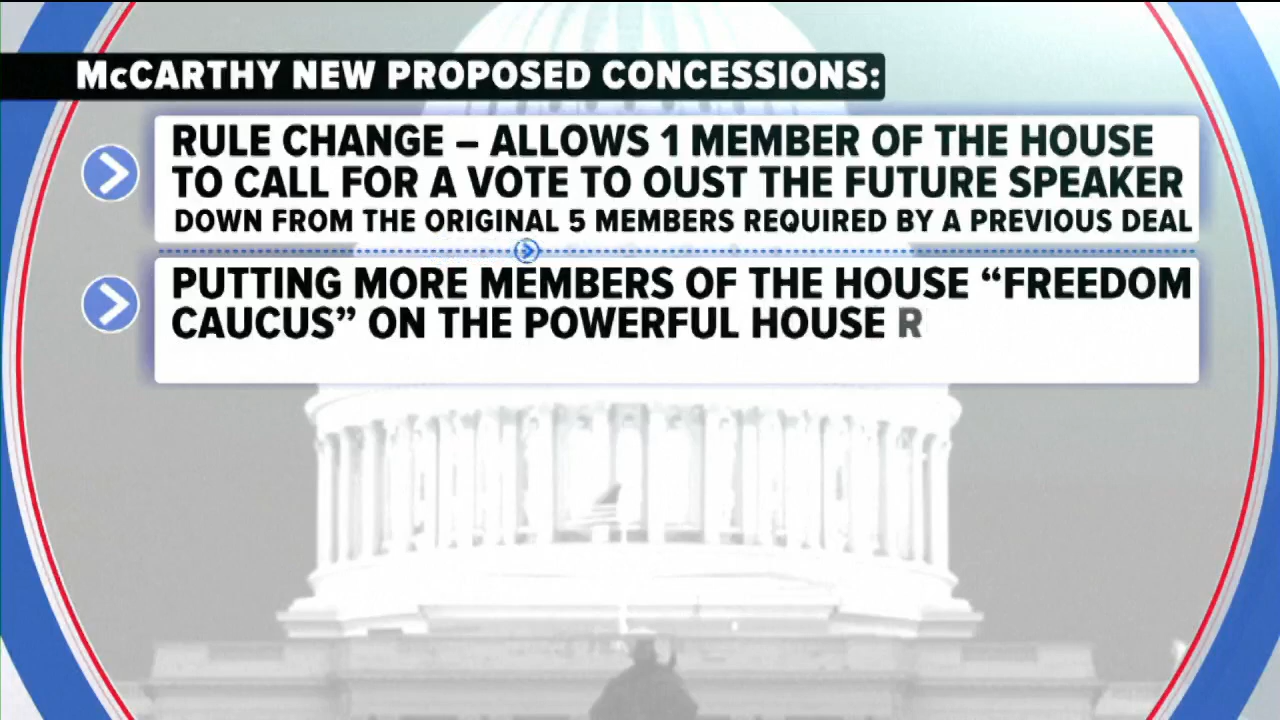 McCARTHY NEW PROPOSED CONCESSIONS:
RULE CHANGE – ALLOWS 1 MEMBER OF THE HOUSE
TO CALL FOR A VOTE TO OUST THE FUTURE SPEAKER
DOWN FROM THE ORIGINAL 5 MEMBERS REQUIRED BY A PREVIOUS DEAL
PUTTING MORE MEMBERS OF THE HOUSE “FREEDOM
CAUCUS” ON THE POWERFUL HOUSE R